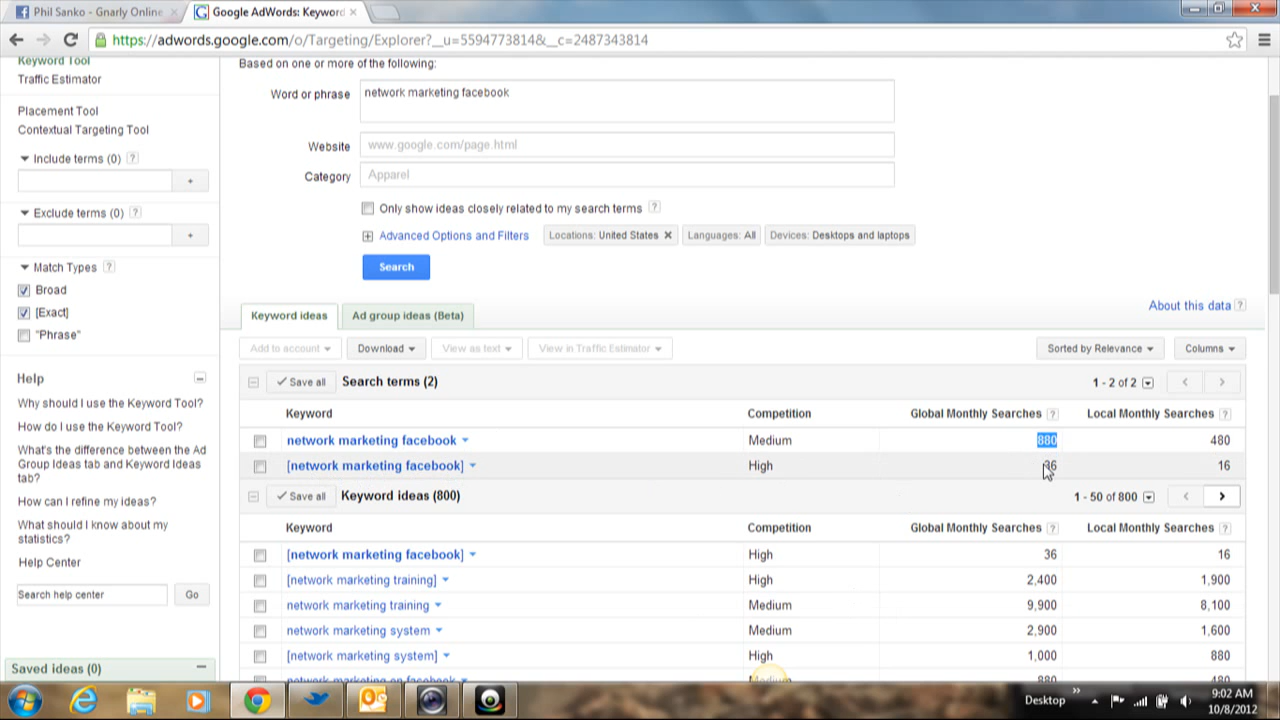 Phil Sanko - Gnarly Online
Google AdWords: Keyword
https://adwords.google.com/o/Targeting/Explorer?__u=5594773814&__c=2487343814
Keyword Tool
Traffic Estimator
Placement Tool
Contextual Targeting Tool
Include terms (0) ?
+
Exclude terms (0) ?
+
Match Types ?
Broad
[Exact]
"Phrase"
Help
Why should I use the Keyword Tool?
How do I use the Keyword Tool?
What's the difference between the Ad
Group Ideas tab and Keyword Ideas
tab?
How can I refine my ideas?
What should I know about my
statistics?
Help Center
Search help center Go
Saved ideas (0)
Based on one or more of the following:
Word or phrase network marketing facebook
Website www.google.com/page.html
Category Apparel
Only show ideas closely related to my search terms ?
Advanced Options and Filters Locations: United States Languages: All Devices: Desktops and laptops
Search
About this data ?
Keyword ideas Ad group ideas (Beta)
Add to account Download View as text View in Traffic Estimator Sorted by Relevance Columns
Save all Search terms (2) 1 - 2 of 2
Keyword Competition Global Monthly Searches ? Local Monthly Searches ?
network marketing facebook Medium 880 480
[network marketing facebook] High 36 16
Save all Keyword ideas (800) 1 - 50 of 800
Keyword Competition Global Monthly Searches ? Local Monthly Searches ?
[network marketing facebook] High 36 16
[network marketing training] High 2,400 1,900
network marketing training Medium 9,900 8,100
network marketing system Medium 2,900 1,600
[network marketing system] High 1,000 880
network marketing on facebook Medium 880 480
Desktop
9:02 AM
10/8/2012